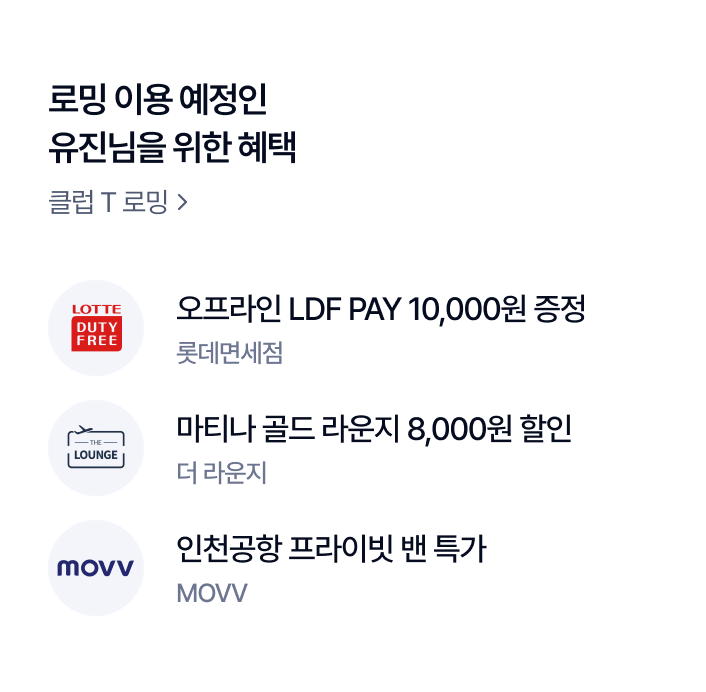 로밍 이용 예정인
유진님을 위한 혜택
클럽 T 로밍 >
LOTTE
DUTY
FREE
오프라인 LDF PAY 10,000원 증정
롯데면세점
THE
LOUNGE
마티나 골드 라운지 8,000원 할인
더 라운지
movv
인천공항 프라이빗 밴 특가
MOVV